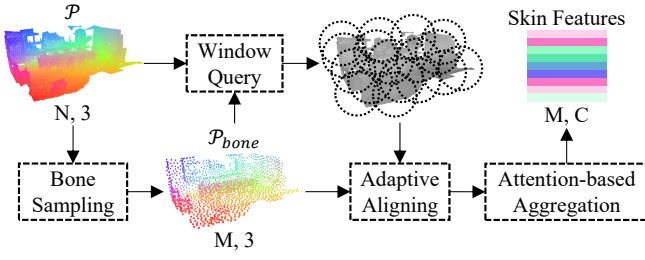 𝒫
Window
Query
Skin Features
N, 3
M, C
𝒫bone
Bone
Sampling
M, 3
Adaptive
Aligning
Attention-based
Aggregation